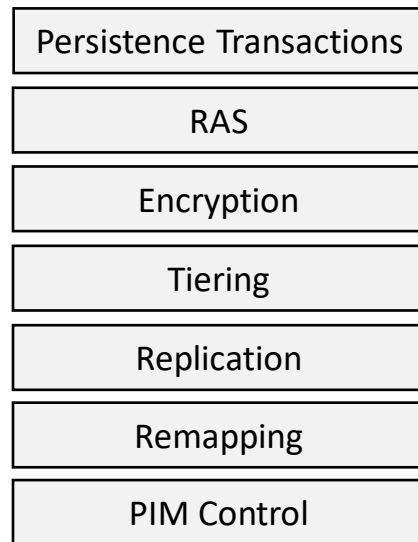 Persistence Transactions
RAS
Encryption
Tiering
Replication
Remapping
PIM Control